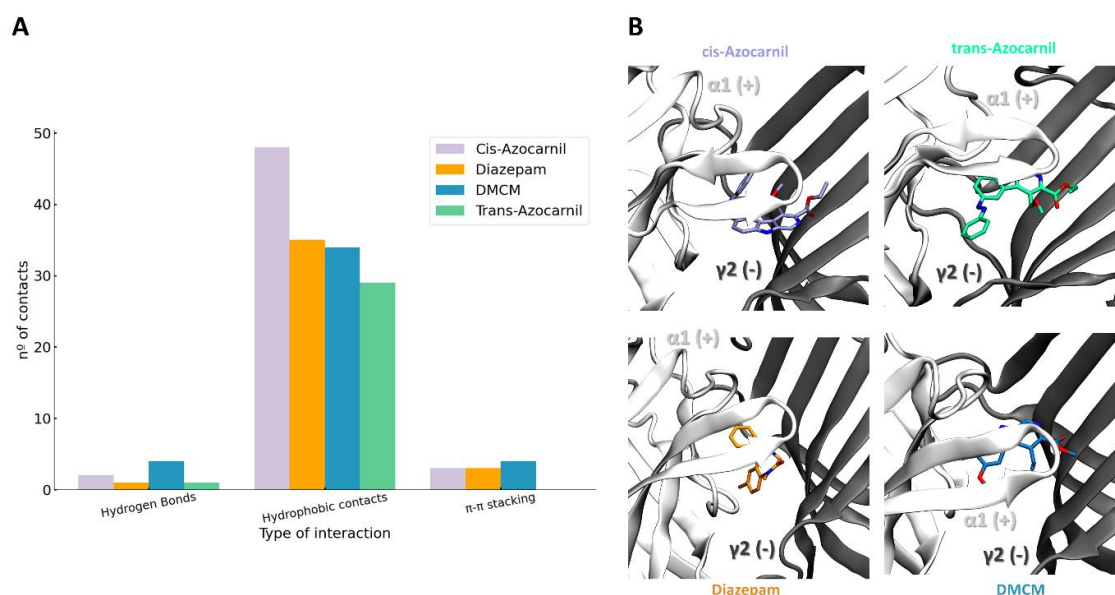 A
50
40
30
20
10
0
nº of contacts
Cis-Azocarnil
Diazepam
DMCM
Trans-Azocarnil
Hydrogen Bonds
Hydrophobic contacts
π-π stacking
Type of interaction
B
cis-Azocarnil
trans-Azocarnil
α1 (+)
α1 (+)
γ2 (-)
γ2 (-)
α1 (+)
γ2 (-)
α1 (+)
γ2 (-)
Diazepam
DMCM